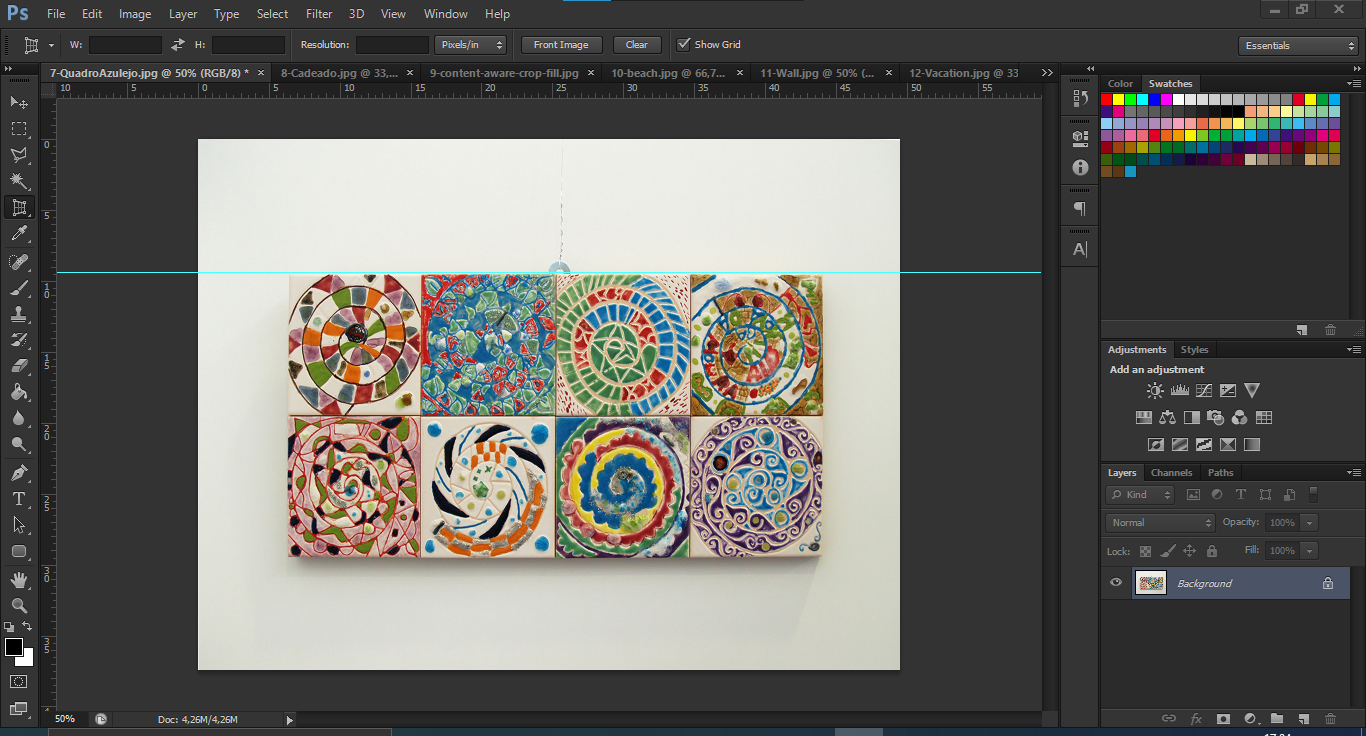 Ps File Edit Image Layer Type Select Filter 3D View Window Help
W: H: Resolution: Pixels/in Front Image Clear Show Grid Essentials
7-QuadroAzulejo.jpg @ 50% (RGB/8) * 8-Cadeado.jpg @ 33,... 9-content-aware-crop-fill.jpg 10-beach.jpg @ 66,7... 11-Wall.jpg @ 50% (... 12-Vacation.jpg @ 33
10 5 0 5 10 15 20 25 30 35 40 45 50 55
0
5
10
15
20
25
30
35
Color Swatches
Adjustments Styles
Add an adjustment
Layers Channels Paths
Kind
Normal Opacity: 100%
Lock: Fill: 100%
Background
fx
50% Doc: 4,26M/4,26M